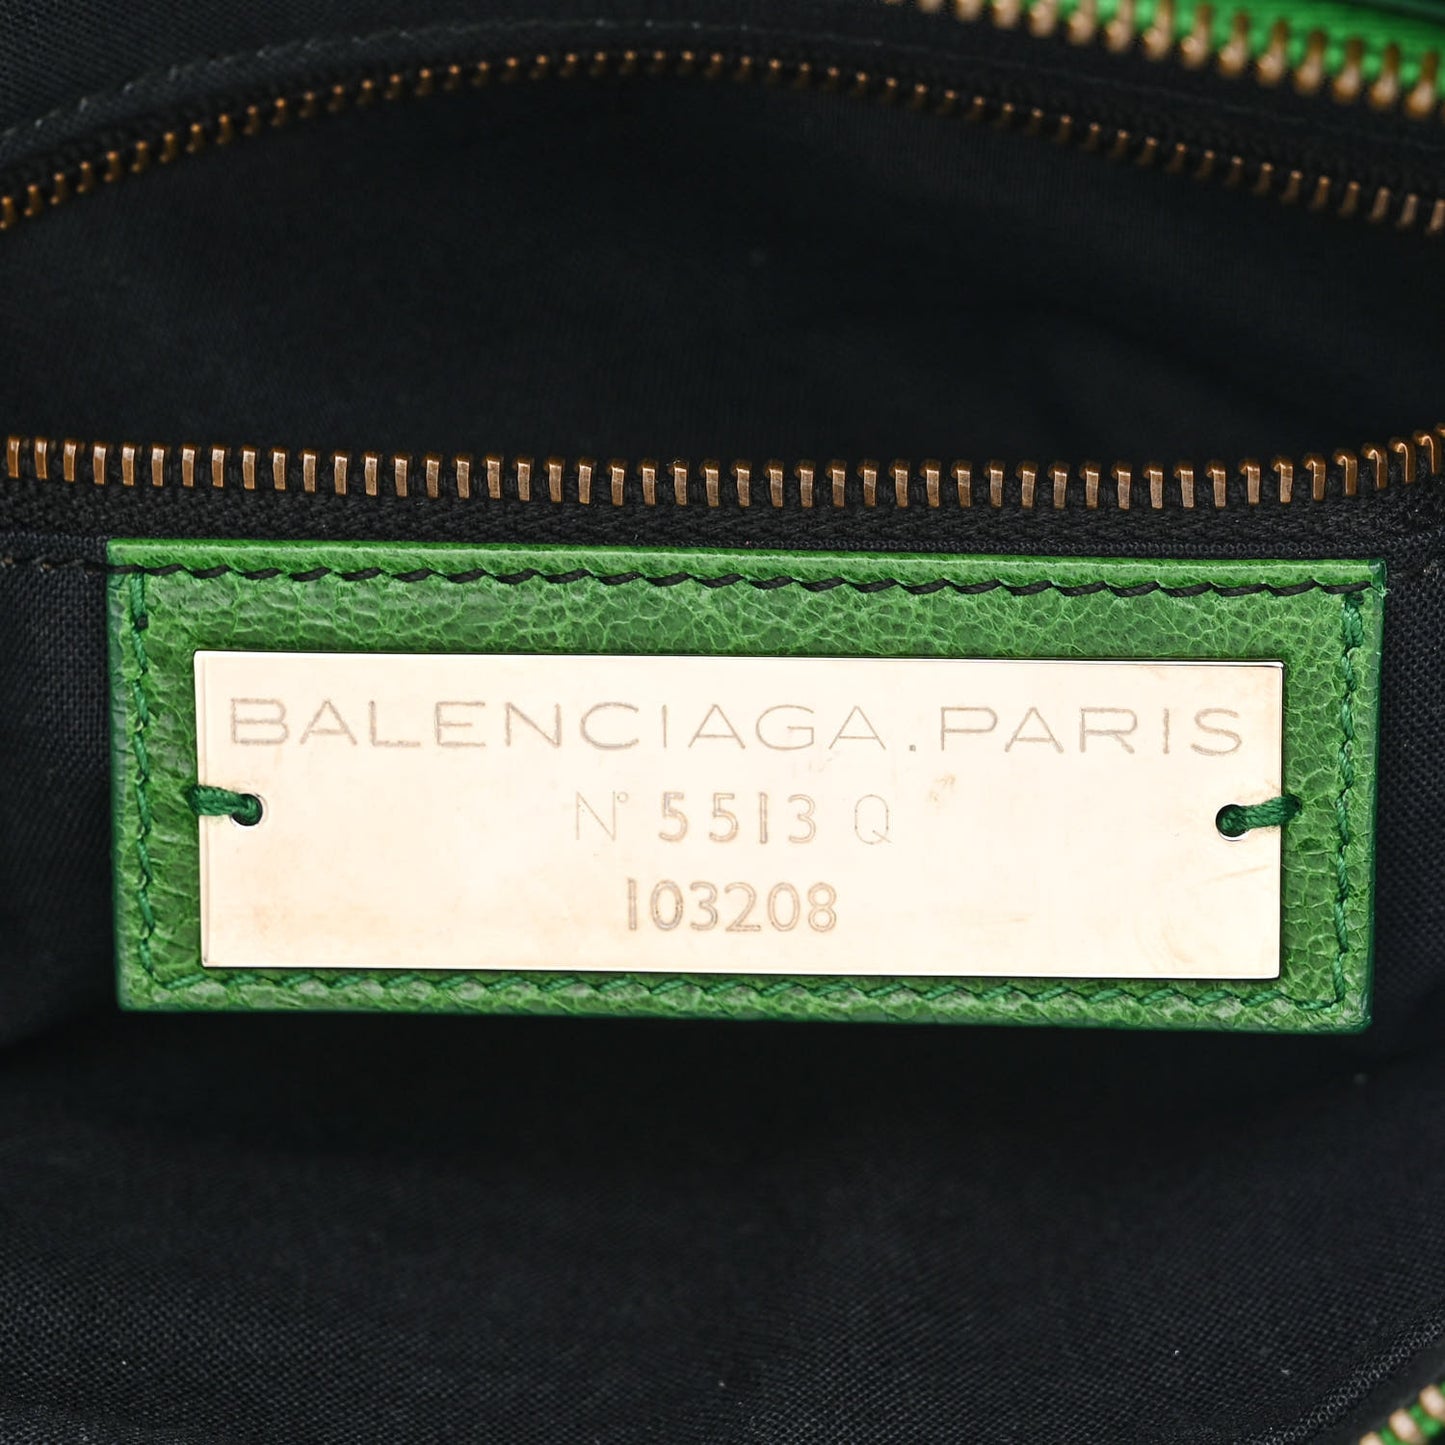 BALENCIAGA.PARIS
N° 5513 Q
103208